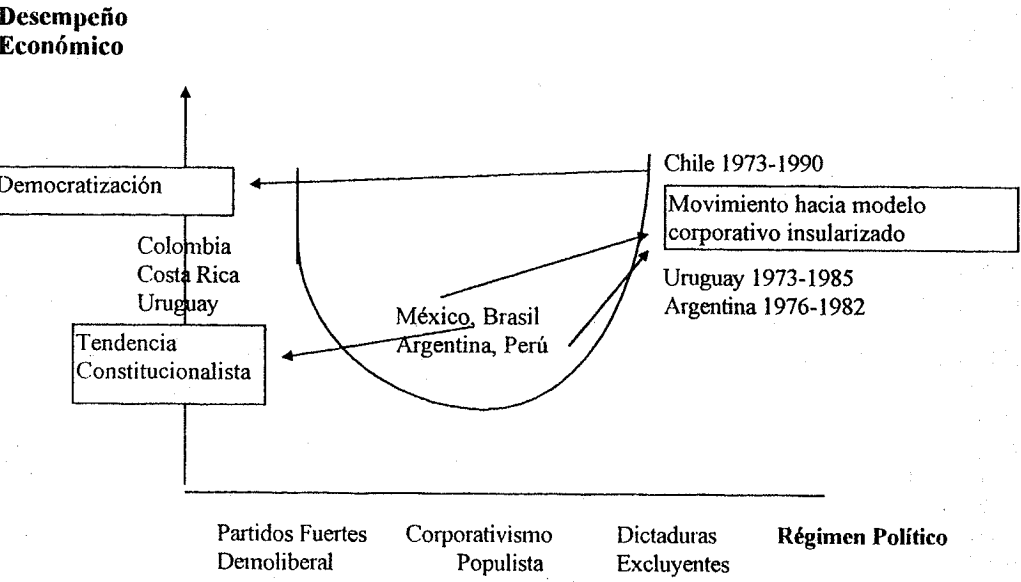 Desempeño
Económico
Chile 1973-1990
Democratización
Movimiento hacia modelo
corporativo insularizado
Colombia
Costa Rica
Uruguay
Uruguay 1973-1985
Argentina 1976-1982
México, Brasil
Argentina, Perú
Tendencia
Constitucionalista
Partidos Fuertes
Demoliberal
Corporativismo
Populista
Dictaduras
Excluyentes
Régimen Político